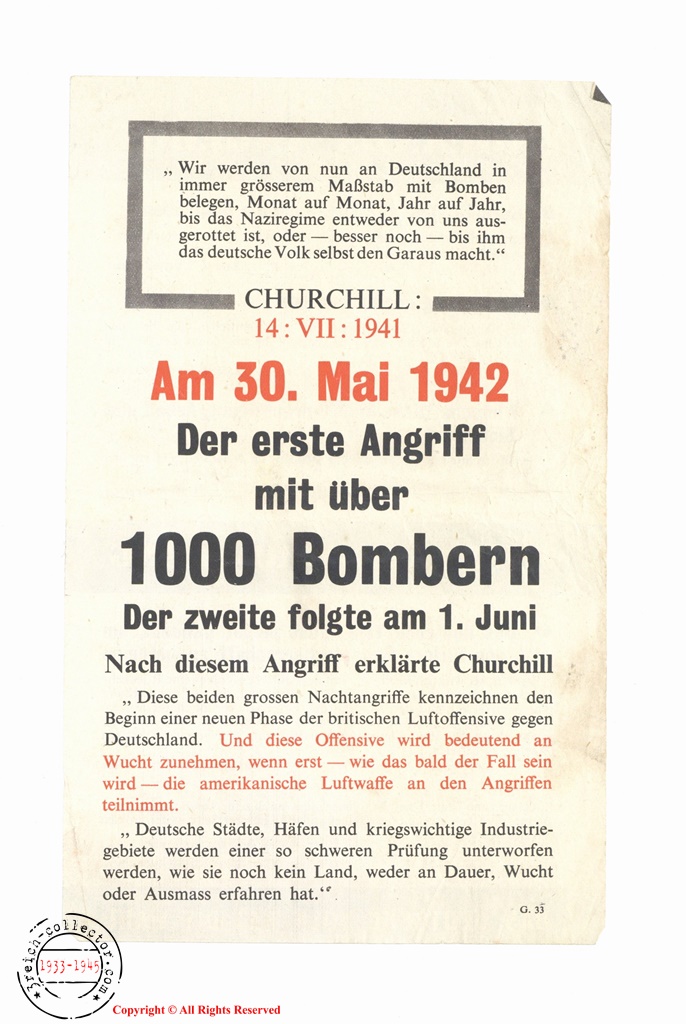 „ Wir werden von nun an Deutschland in
immer grösserem Maßstab mit Bomben
belegen, Monat auf Monat, Jahr auf Jahr,
bis das Naziregime entweder von uns aus-
gerottet ist, oder — besser noch — bis ihm
das deutsche Volk selbst den Garaus macht.“
CHURCHILL :
14 : VII : 1941
Am 30. Mai 1942
Der erste Angriff
mit über
1000 Bombern
Der zweite folgte am 1. Juni
Nach diesem Angriff erklärte Churchill
„ Diese beiden grossen Nachtangriffe kennzeichnen den
Beginn einer neuen Phase der britischen Luftoffensive gegen
Deutschland. Und diese Offensive wird bedeutend an
Wucht zunehmen, wenn erst — wie das bald der Fall sein
wird — die amerikanische Luftwaffe an den Angriffen
teilnimmt.
„ Deutsche Städte, Häfen und kriegswichtige Industrie-
gebiete werden einer so schweren Prüfung unterworfen
werden, wie sie noch kein Land, weder an Dauer, Wucht
oder Ausmass erfahren hat.“
G. 33
3reich-collector.com
1933-1945
Copyright © All Rights Reserved